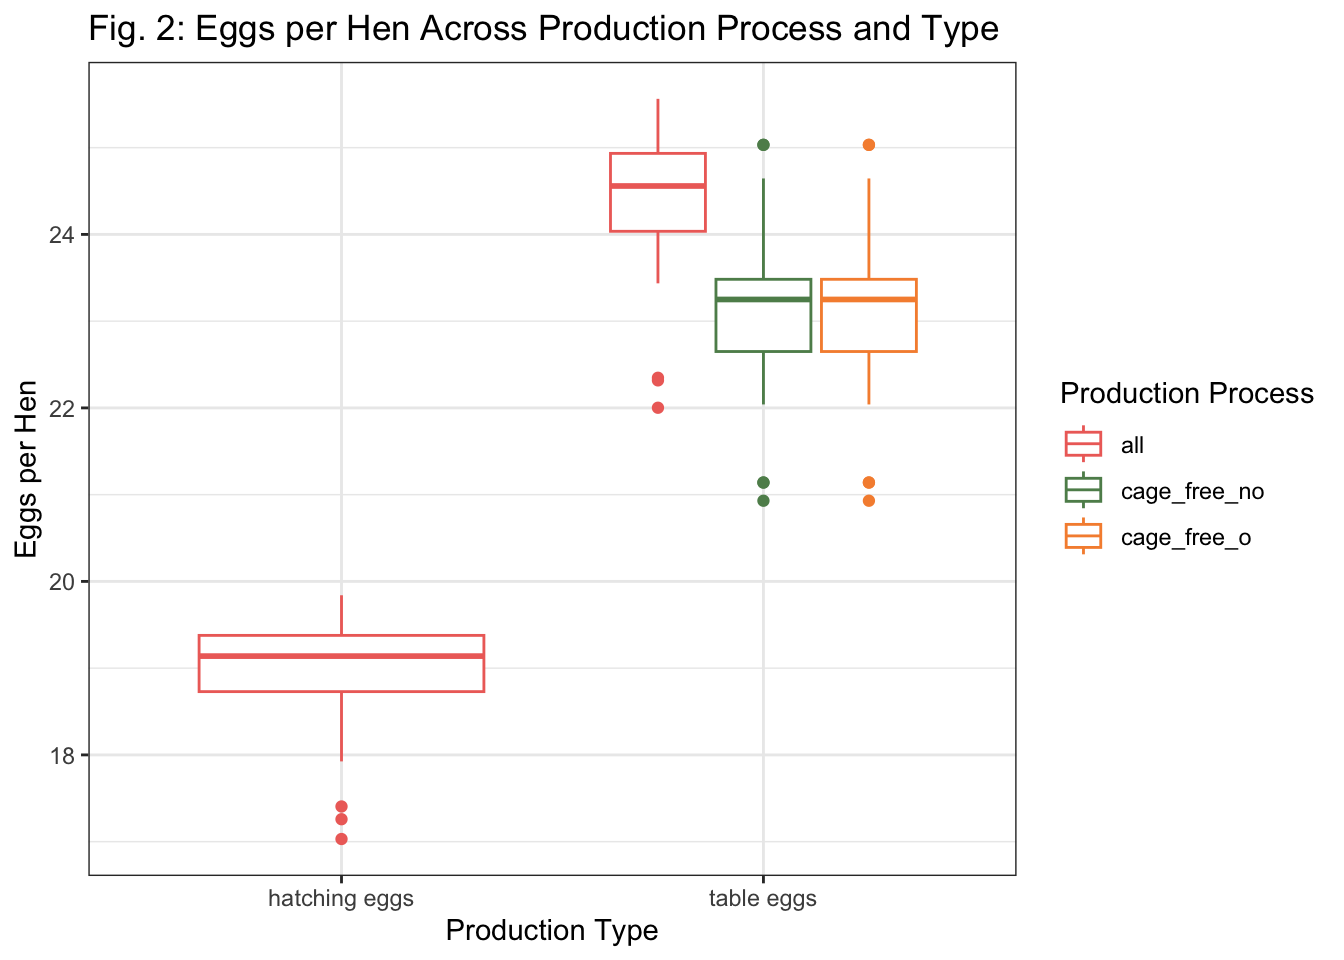 Fig. 2: Eggs per Hen Across Production Process and Type
Eggs per Hen
24
22
20
18
hatching eggs
table eggs
Production Type
Production Process
all
cage_free_no
cage_free_o